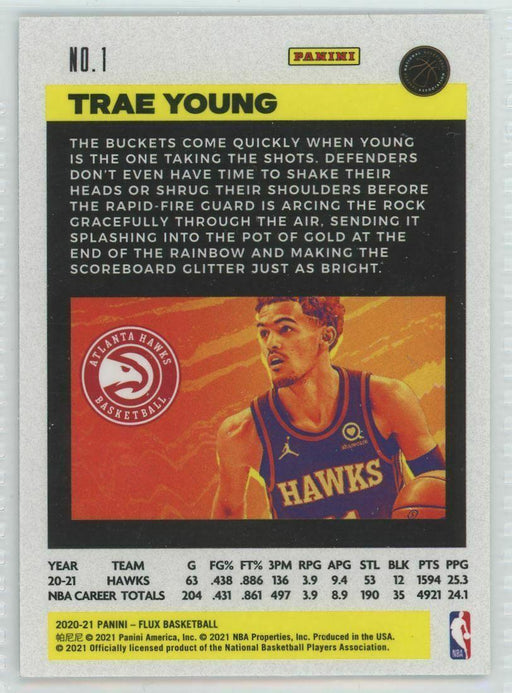 NO. 1
PANINI
TRAE YOUNG
THE BUCKETS COME QUICKLY WHEN YOUNG
IS THE ONE TAKING THE SHOTS. DEFENDERS
DON'T EVEN HAVE TIME TO SHAKE THEIR
HEADS OR SHRUG THEIR SHOULDERS BEFORE
THE RAPID-FIRE GUARD IS ARCING THE ROCK
GRACEFULLY THROUGH THE AIR, SENDING IT
SPLASHING INTO THE POT OF GOLD AT THE
END OF THE RAINBOW AND MAKING THE
SCOREBOARD GLITTER JUST AS BRIGHT.
ATLANTA HAWKS
BASKETBALL
sharecare
HAWKS
YEAR TEAM G FG% FT% 3PM RPG APG STL BLK PTS PPG
20-21 HAWKS 63 .438 .886 136 3.9 9.4 53 12 1594 25.3
NBA CAREER TOTALS 204 .431 .861 497 3.9 8.9 190 35 4921 24.1
2020-21 PANINI – FLUX BASKETBALL
帕尼尼 © 2021 Panini America, Inc. © 2021 NBA Properties, Inc. Produced in the USA.
© 2021 Officially licensed product of the National Basketball Players Association.
NBA